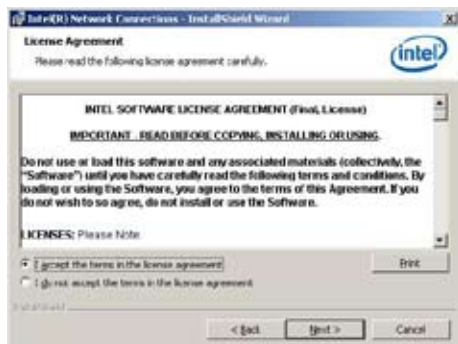 Intel(R) Network Connections - InstallShield Wizard
License Agreement
Please read the following license agreement carefully.
intel
INTEL SOFTWARE LICENSE AGREEMENT (Final, License)
IMPORTANT - READ BEFORE COPYING, INSTALLING OR USING.
Do not use or load this software and any associated materials (collectively, the
"Software") until you have carefully read the following terms and conditions. By
loading or using the Software, you agree to the terms of this Agreement. If you
do not wish to so agree, do not install or use the Software.
LICENSES: Please Note:
I accept the terms in the license agreement
Print
I do not accept the terms in the license agreement
InstallShield
< Back
Next >
Cancel